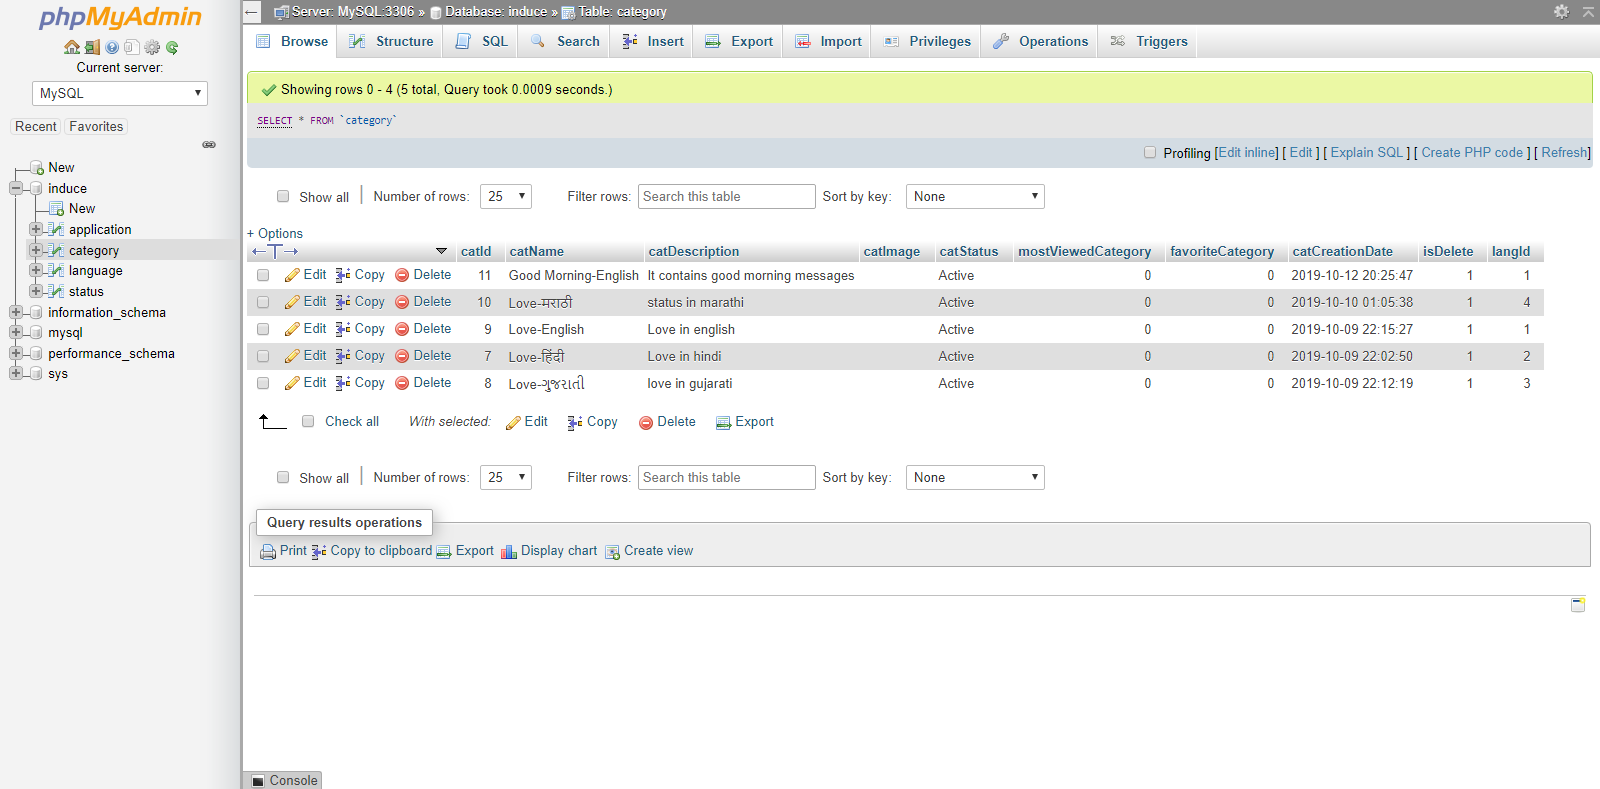 phpMyAdmin
Current server:
MySQL
Recent Favorites
New
induce
New
application
category
language
status
information_schema
mysql
performance_schema
sys
Server: MySQL:3306 » Database: induce » Table: category
Browse Structure SQL Search Insert Export Import Privileges Operations Triggers
Showing rows 0 - 4 (5 total, Query took 0.0009 seconds.)
SELECT * FROM `category`
Profiling [Edit inline] [ Edit ] [ Explain SQL ] [ Create PHP code ] [ Refresh]
Show all Number of rows: 25 Filter rows: Search this table Sort by key: None
+ Options
catId catName catDescription catImage catStatus mostViewedCategory favoriteCategory catCreationDate isDelete langId
Edit Copy Delete 11 Good Morning-English It contains good morning messages Active 0 0 2019-10-12 20:25:47 1 1
Edit Copy Delete 10 Love-मराठी status in marathi Active 0 0 2019-10-10 01:05:38 1 4
Edit Copy Delete 9 Love-English Love in english Active 0 0 2019-10-09 22:15:27 1 1
Edit Copy Delete 7 Love-हिंदी Love in hindi Active 0 0 2019-10-09 22:02:50 1 2
Edit Copy Delete 8 Love-ગુજરાતી love in gujarati Active 0 0 2019-10-09 22:12:19 1 3
Check all With selected: Edit Copy Delete Export
Show all Number of rows: 25 Filter rows: Search this table Sort by key: None
Query results operations
Print Copy to clipboard Export Display chart Create view
Console